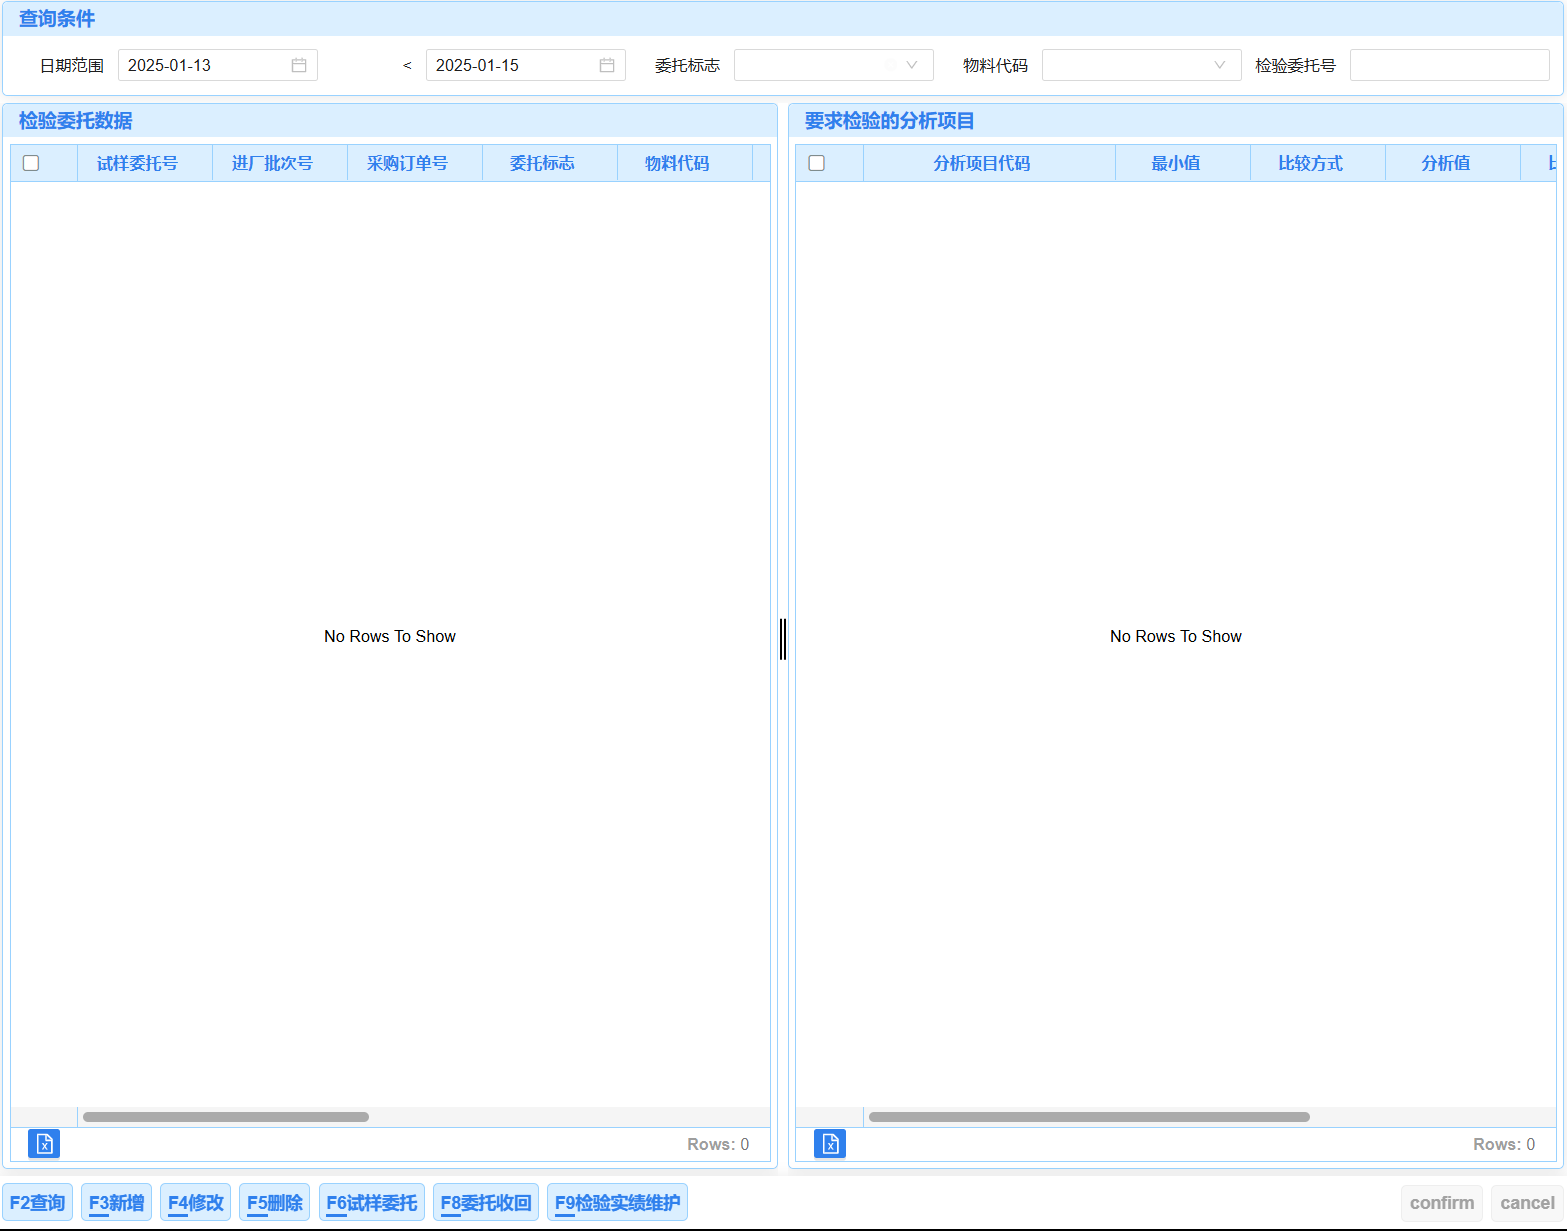 查询条件
日期范围 2025-01-13 < 2025-01-15 委托标志 物料代码 检验委托号
检验委托数据
试样委托号 进厂批次号 采购订单号 委托标志 物料代码
No Rows To Show
Rows: 0
要求检验的分析项目
分析项目代码 最小值 比较方式 分析值
No Rows To Show
Rows: 0
F2查询 F3新增 F4修改 F5删除 F6试样委托 F8委托收回 F9检验实绩维护 confirm cancel